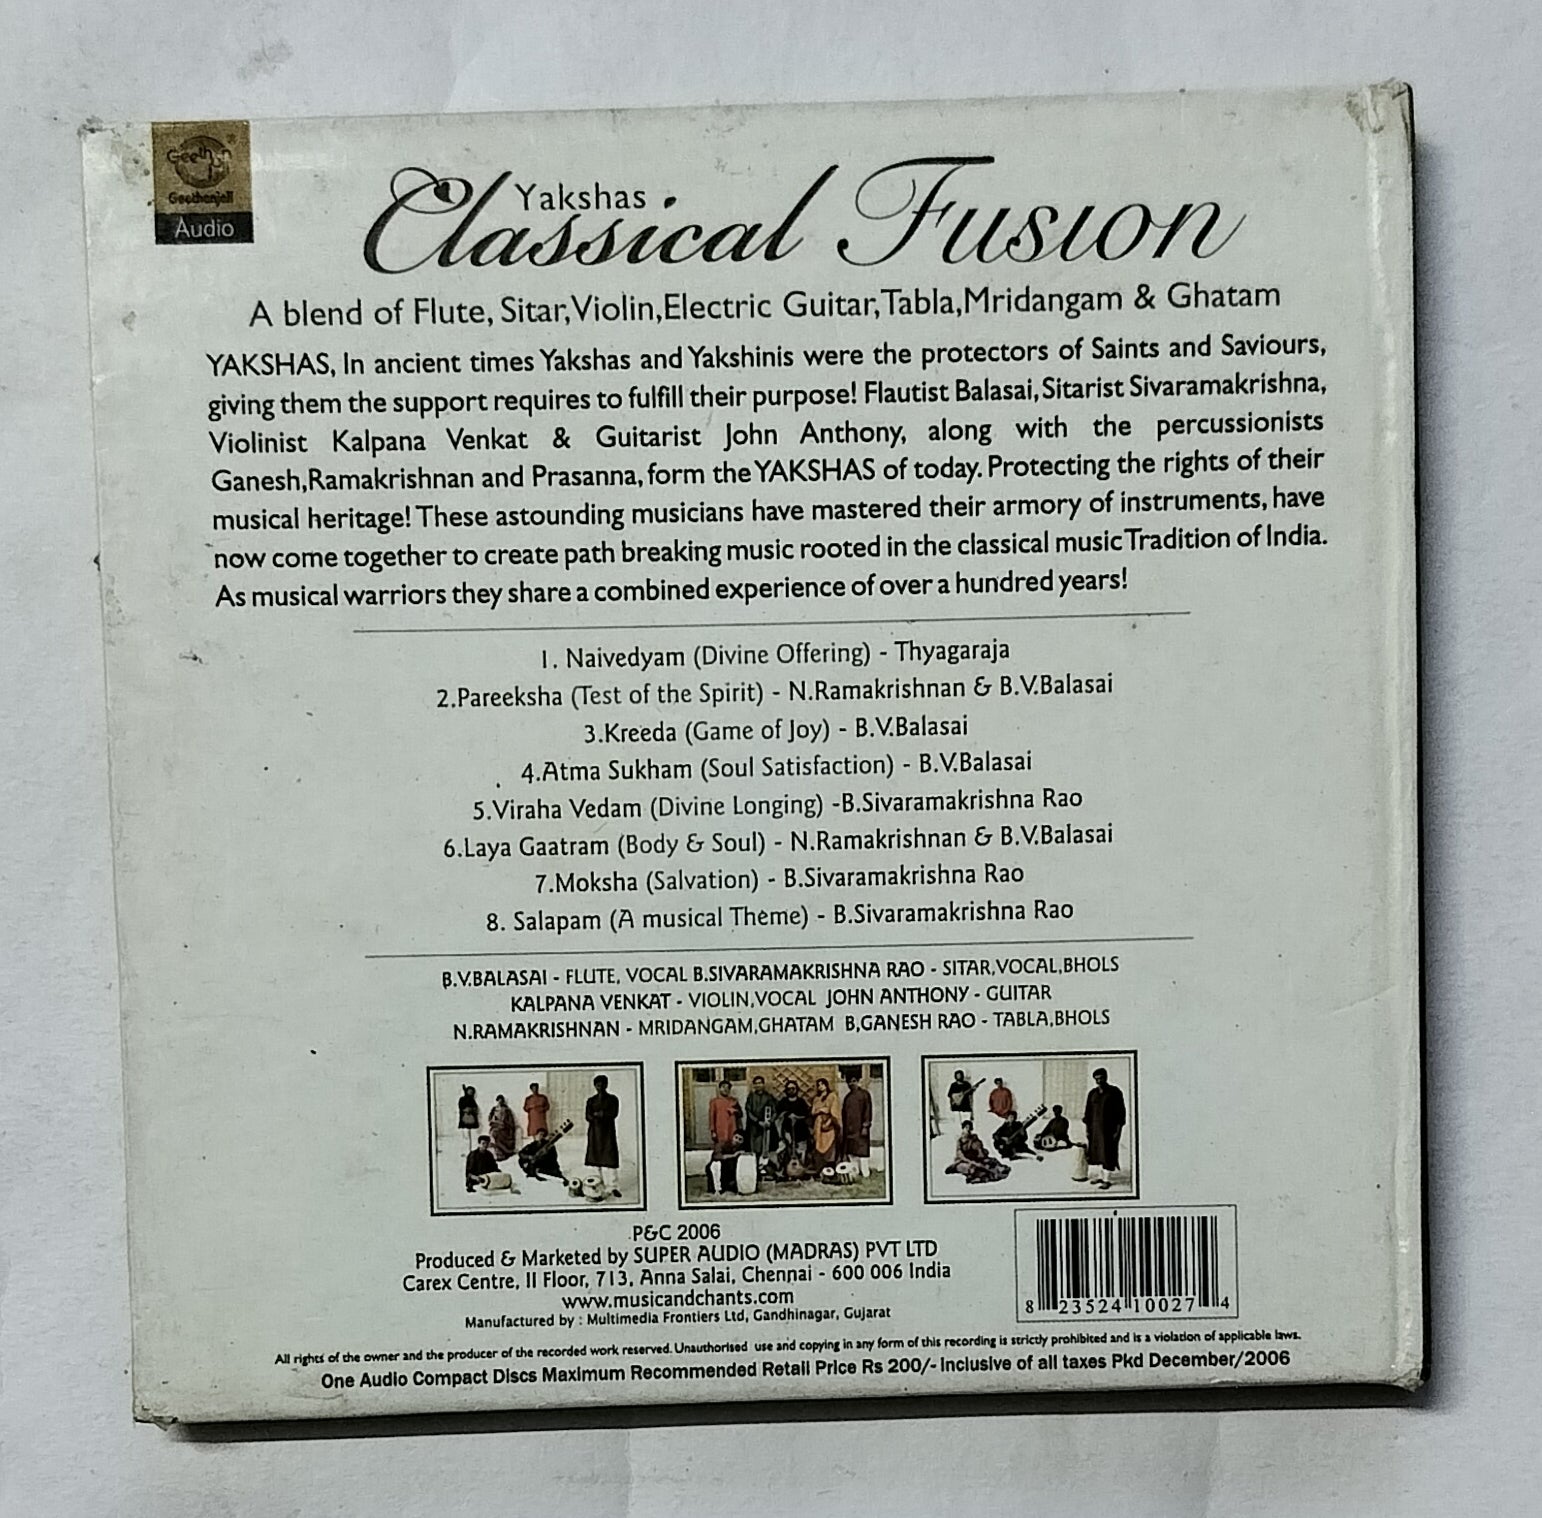 Geethanjali
Audio
Yakshas
Classical Fusion
A blend of Flute, Sitar,Violin,Electric Guitar,Tabla,Mridangam & Ghatam
YAKSHAS, In ancient times Yakshas and Yakshinis were the protectors of Saints and Saviours,
giving them the support requires to fulfill their purpose! Flautist Balasai, Sitarist Sivaramakrishna,
Violinist Kalpana Venkat & Guitarist John Anthony, along with the percussionists
Ganesh,Ramakrishnan and Prasanna, form the YAKSHAS of today. Protecting the rights of their
musical heritage! These astounding musicians have mastered their armory of instruments, have
now come together to create path breaking music rooted in the classical music Tradition of India.
As musical warriors they share a combined experience of over a hundred years!
1. Naivedyam (Divine Offering) - Thyagaraja
2.Pareeksha (Test of the Spirit) - N.Ramakrishnan & B.V.Balasai
3.Kreeda (Game of Joy) - B.V.Balasai
4.Atma Sukham (Soul Satisfaction) - B.V.Balasai
5.Viraha Vedam (Divine Longing) -B.Sivaramakrishna Rao
6.Laya Gaatram (Body & Soul) - N.Ramakrishnan & B.V.Balasai
7.Moksha (Salvation) - B.Sivaramakrishna Rao
8. Salapam (A musical Theme) - B.Sivaramakrishna Rao
B.V.BALASAI - FLUTE, VOCAL B.SIVARAMAKRISHNA RAO - SITAR,VOCAL,BHOLS
KALPANA VENKAT - VIOLIN,VOCAL JOHN ANTHONY - GUITAR
N.RAMAKRISHNAN - MRIDANGAM,GHATAM B,GANESH RAO - TABLA,BHOLS
P&C 2006
Produced & Marketed by SUPER AUDIO (MADRAS) PVT LTD
Carex Centre, II Floor, 713, Anna Salai, Chennai - 600 006 India
www.musicandchants.com
Manufactured by : Multimedia Frontiers Ltd, Gandhinagar, Gujarat
8 23524 10027 4
All rights of the owner and the producer of the recorded work reserved. Unauthorised use and copying in any form of this recording is strictly prohibited and is a violation of applicable laws.
One Audio Compact Discs Maximum Recommended Retail Price Rs 200/- Inclusive of all taxes Pkd December/2006